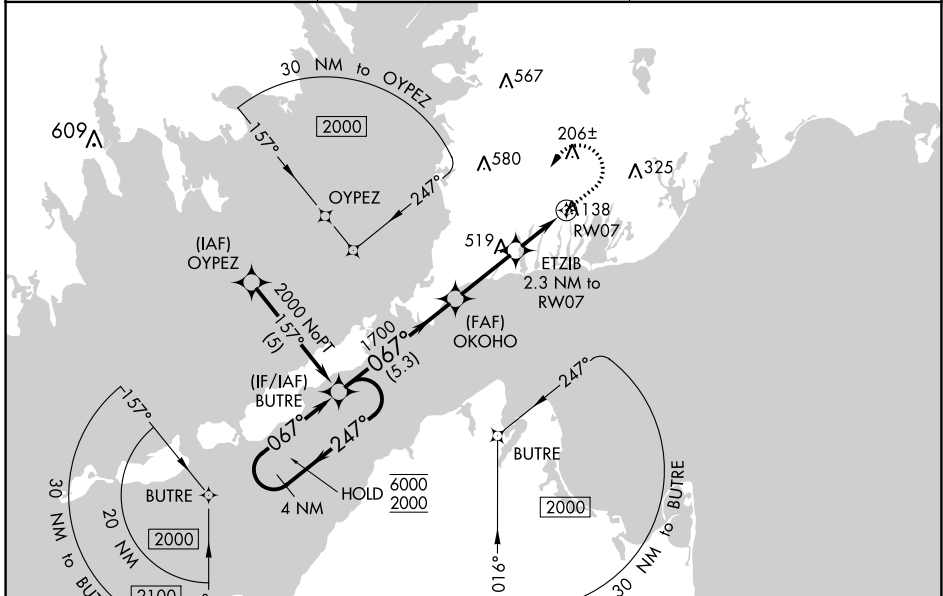 30 NM to OYPEZ
567
609
2000
206±
157°
580
325
OYPEZ
247°
138
RW07
(IAF)
OYPEZ
519
ETZIB
2.3 NM to
RW07
2000 NoPT
157°
(5)
(FAF)
OKOHO
1700
067°
(5.3)
(IF/IAF)
BUTRE
157°
247°
067°
247°
BUTRE
HOLD
6000
2000
4 NM
BUTRE
30 NM to BUTRE
20 NM
2000
2000
2100
016°
30 NM to BUTRE